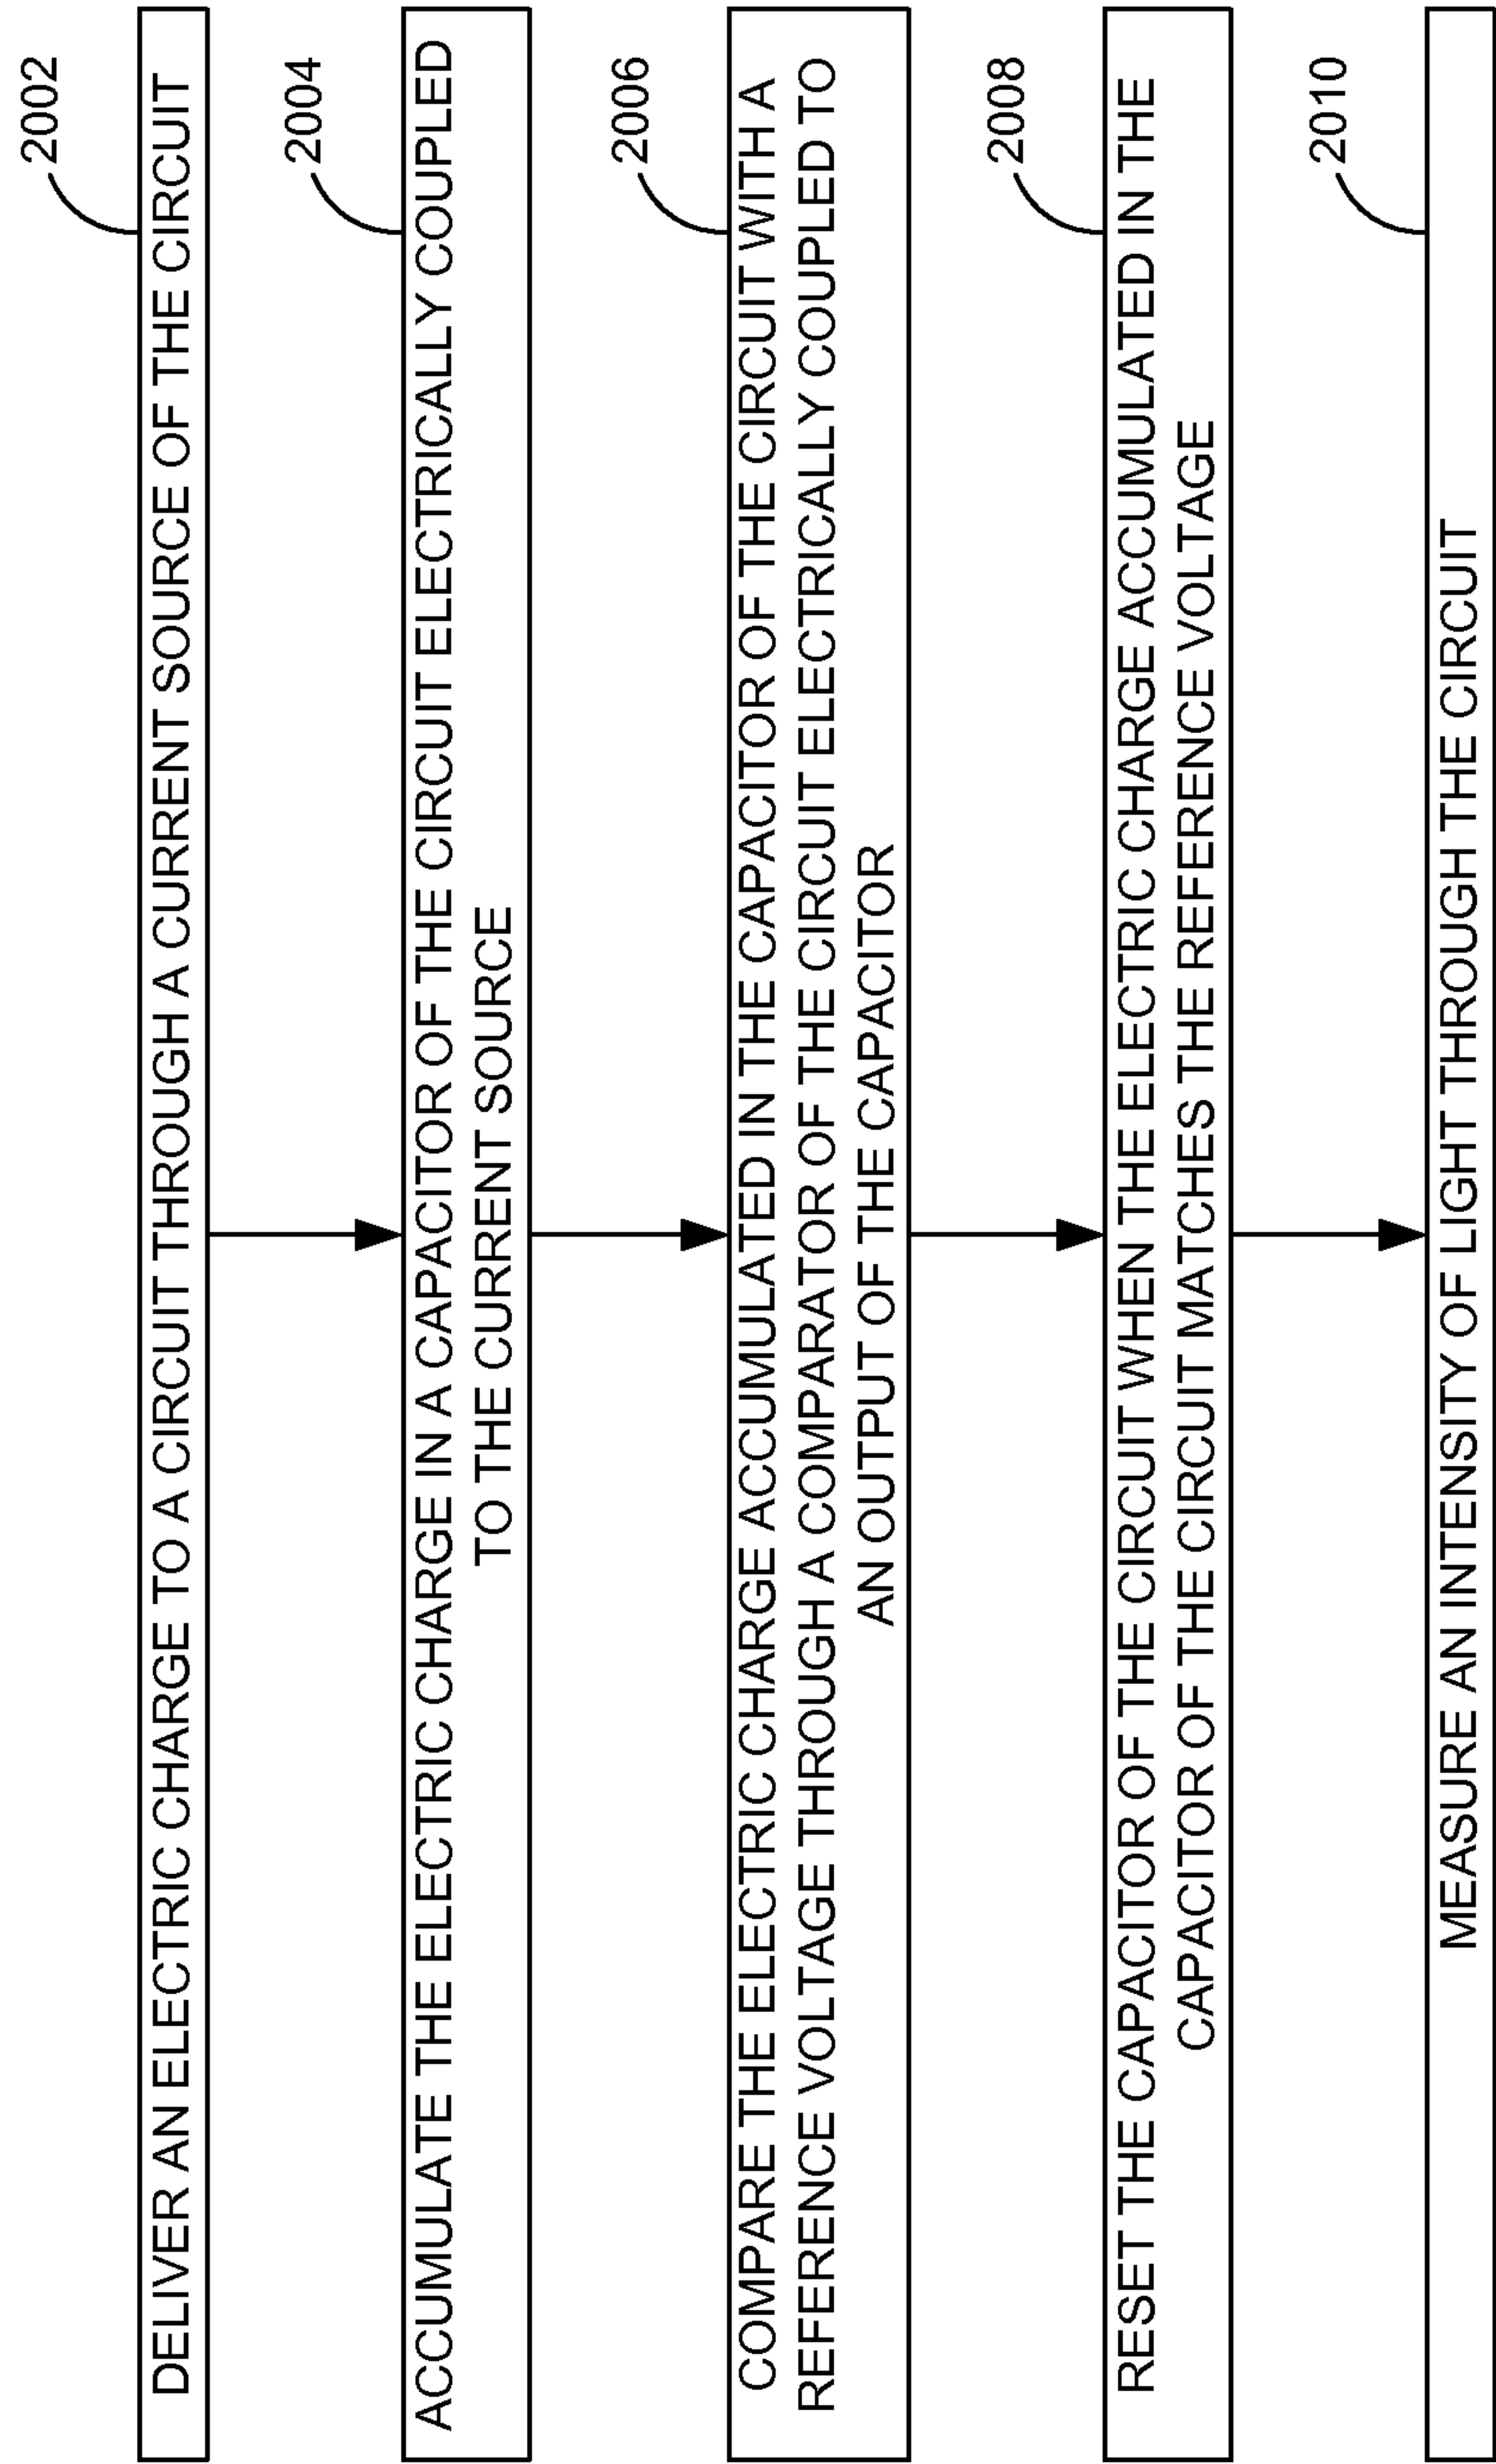 2002
DELIVER AN ELECTRIC CHARGE TO A CIRCUIT THROUGH A CURRENT SOURCE OF THE CIRCUIT
2004
ACCUMULATE THE ELECTRIC CHARGE IN A CAPACITOR OF THE CIRCUIT ELECTRICALLY COUPLED
TO THE CURRENT SOURCE
2006
COMPARE THE ELECTRIC CHARGE ACCUMULATED IN THE CAPACITOR OF THE CIRCUIT WITH A
REFERENCE VOLTAGE THROUGH A COMPARATOR OF THE CIRCUIT ELECTRICALLY COUPLED TO
AN OUTPUT OF THE CAPACITOR
2008
RESET THE CAPACITOR OF THE CIRCUIT WHEN THE ELECTRIC CHARGE ACCUMULATED IN THE
CAPACITOR OF THE CIRCUIT MATCHES THE REFERENCE VOLTAGE
2010
MEASURE AN INTENSITY OF LIGHT THROUGH THE CIRCUIT